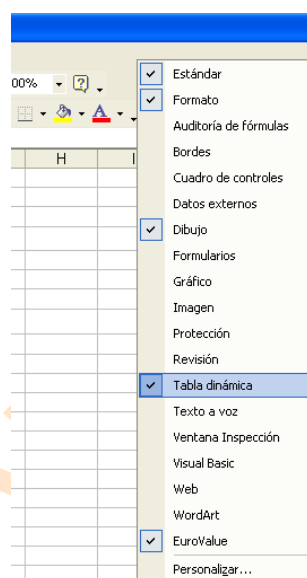 00%
Estándar
Formato
Auditoría de fórmulas
Bordes
Cuadro de controles
Datos externos
Dibujo
Formularios
Gráfico
Imagen
Protección
Revisión
Tabla dinámica
Texto a voz
Ventana Inspección
Visual Basic
Web
WordArt
EuroValue
Personalizar...
A
H
I